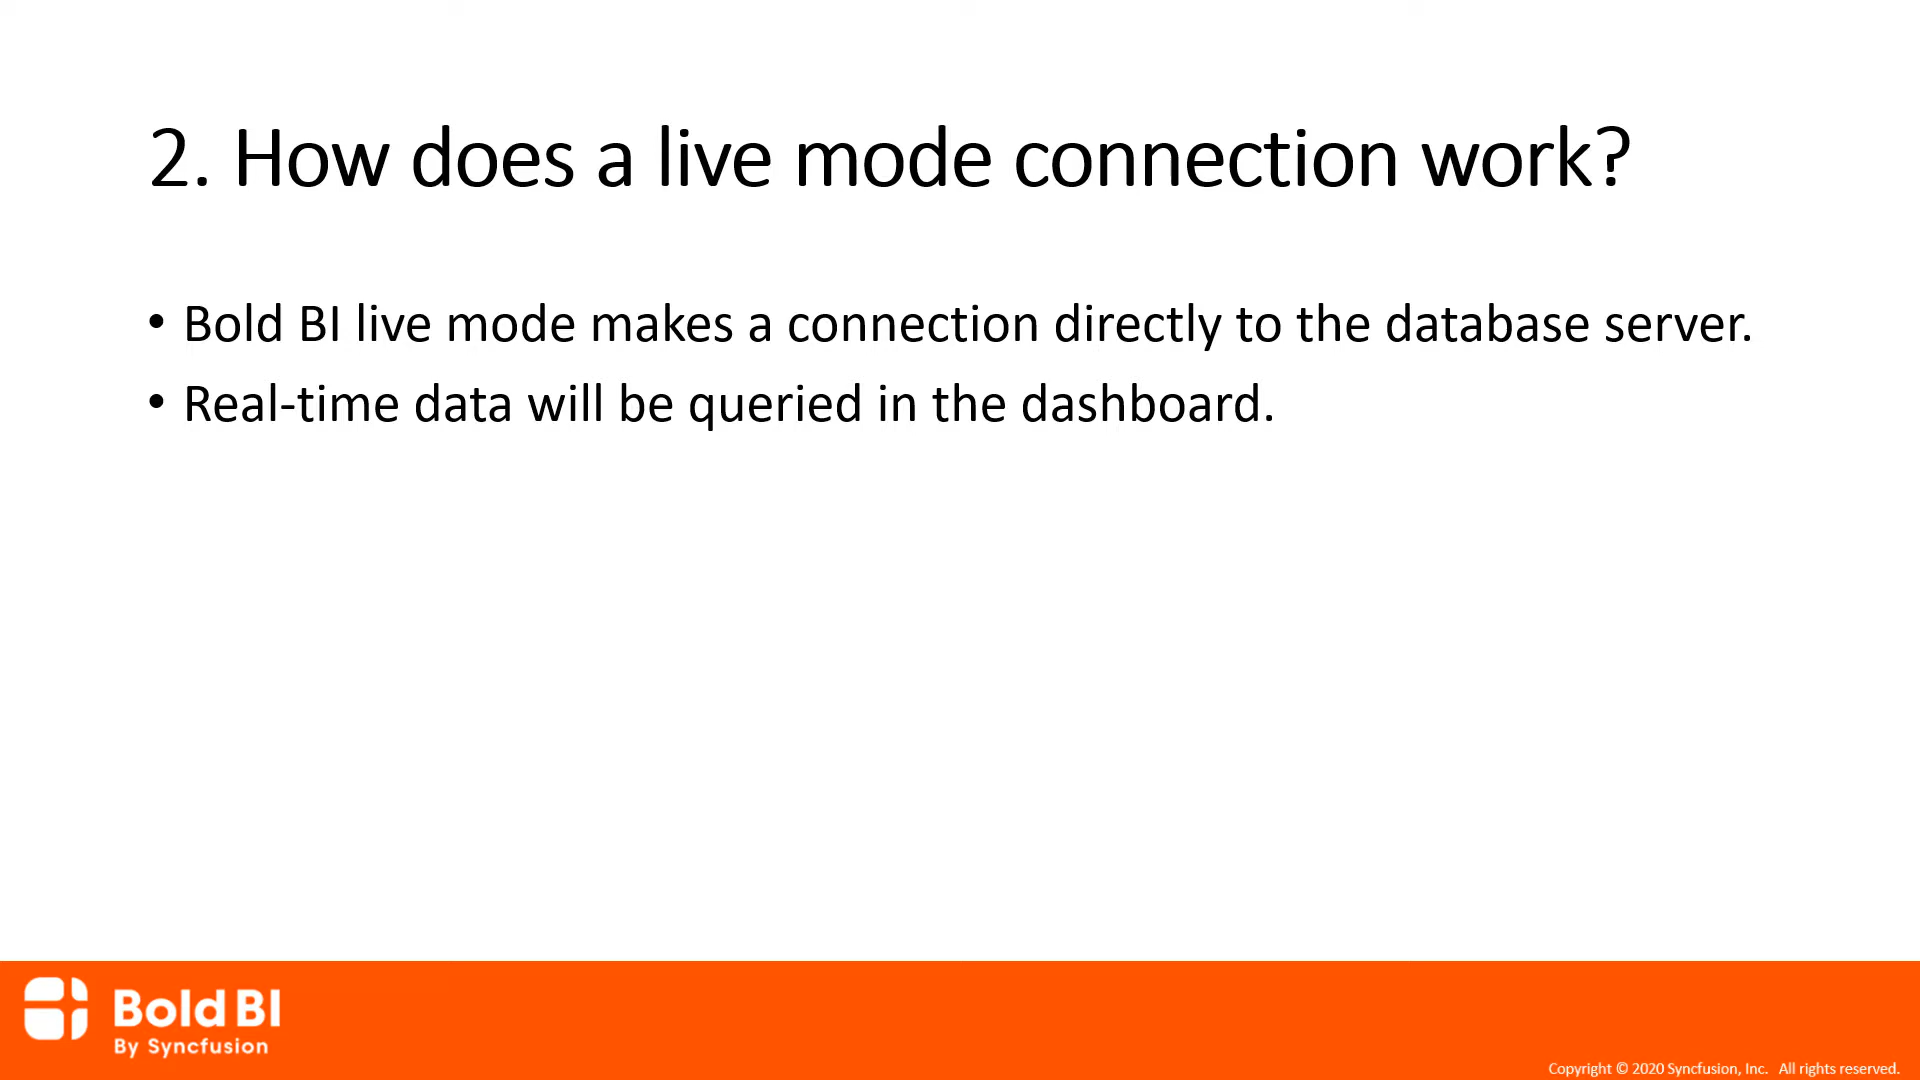 2. How does a live mode connection work?
• Bold BI live mode makes a connection directly to the database server.
• Real-time data will be queried in the dashboard.
Bold BI
By Syncfusion
Copyright © 2020 Syncfusion, Inc. All rights reserved.